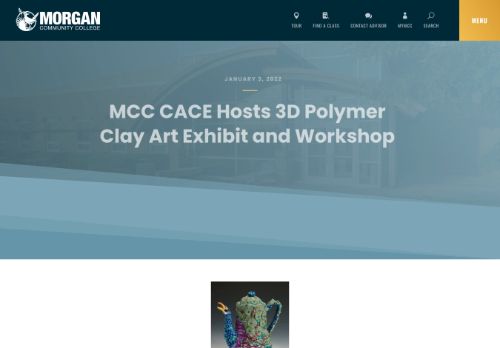 MORGAN
COMMUNITY COLLEGE
TOUR
FIND A CLASS
CONTACT ADVISOR
MYMCC
SEARCH
MENU
JANUARY 3, 2022
MCC CACE Hosts 3D Polymer
Clay Art Exhibit and Workshop